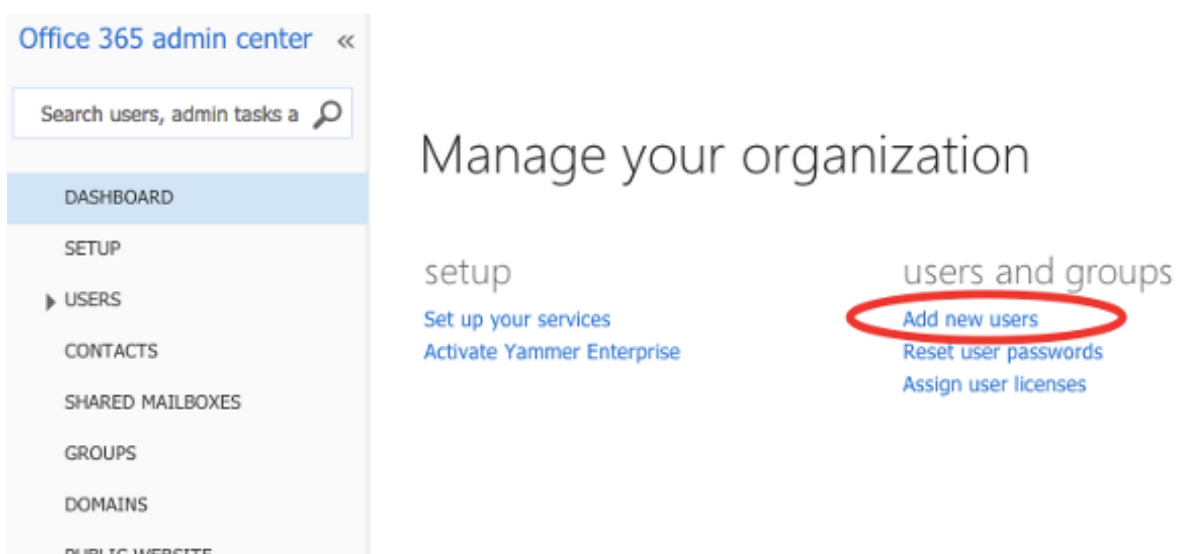 Office 365 admin center «
Search users, admin tasks a
DASHBOARD
SETUP
USERS
CONTACTS
SHARED MAILBOXES
GROUPS
DOMAINS
PUBLIC WEBSITE
Manage your organization
setup
Set up your services
Activate Yammer Enterprise
users and groups
Add new users
Reset user passwords
Assign user licenses